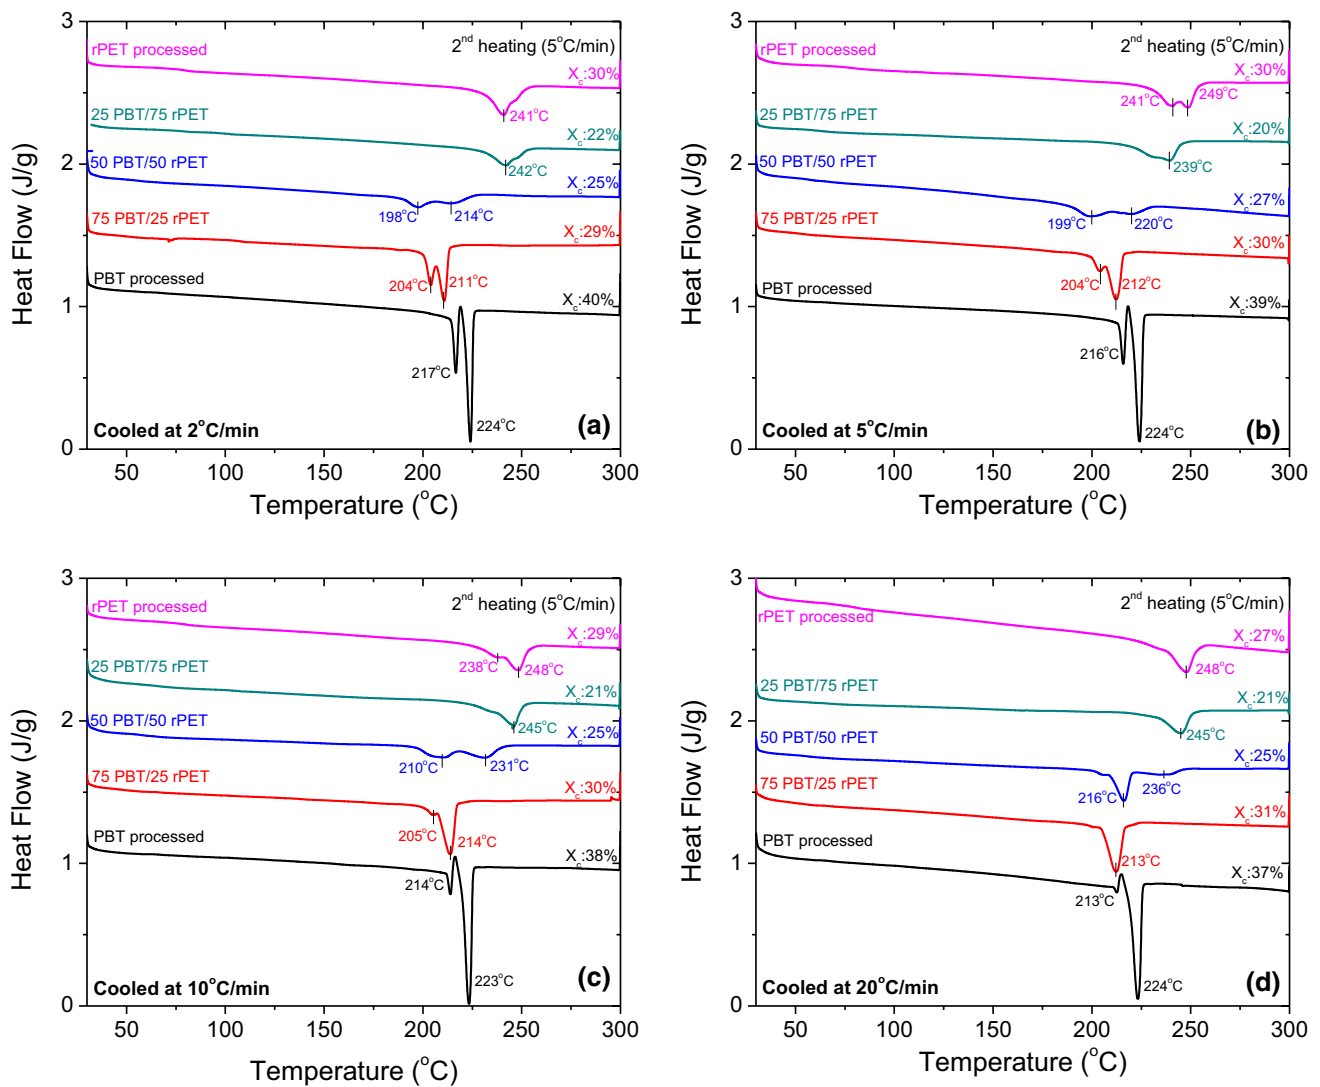 3
2
1
0
Heat Flow (J/g)
rPET processed
2nd heating (5°C/min)
Xc:30%
241°C
25 PBT/75 rPET
Xc:22%
242°C
50 PBT/50 rPET
Xc:25%
198°C
214°C
75 PBT/25 rPET
Xc:29%
204°C
211°C
PBT processed
Xc:40%
217°C
224°C
Cooled at 2°C/min
(a)
50 100 150 200 250 300
Temperature (°C)
3
2
1
0
Heat Flow (J/g)
rPET processed
2nd heating (5°C/min)
Xc:30%
241°C
249°C
25 PBT/75 rPET
Xc:20%
239°C
50 PBT/50 rPET
Xc:27%
199°C
220°C
75 PBT/25 rPET
Xc:30%
204°C
212°C
PBT processed
Xc:39%
216°C
224°C
Cooled at 5°C/min
(b)
50 100 150 200 250 300
Temperature (°C)
3
2
1
0
Heat Flow (J/g)
rPET processed
2nd heating (5°C/min)
Xc:29%
238°C
248°C
25 PBT/75 rPET
Xc:21%
245°C
50 PBT/50 rPET
Xc:25%
210°C
231°C
75 PBT/25 rPET
Xc:30%
205°C
214°C
PBT processed
Xc:38%
214°C
223°C
Cooled at 10°C/min
(c)
50 100 150 200 250 300
Temperature (°C)
3
2
1
0
Heat Flow (J/g)
rPET processed
2nd heating (5°C/min)
Xc:27%
248°C
25 PBT/75 rPET
Xc:21%
245°C
50 PBT/50 rPET
Xc:25%
216°C
236°C
75 PBT/25 rPET
Xc:31%
213°C
PBT processed
Xc:37%
213°C
224°C
Cooled at 20°C/min
(d)
50 100 150 200 250 300
Temperature (°C)